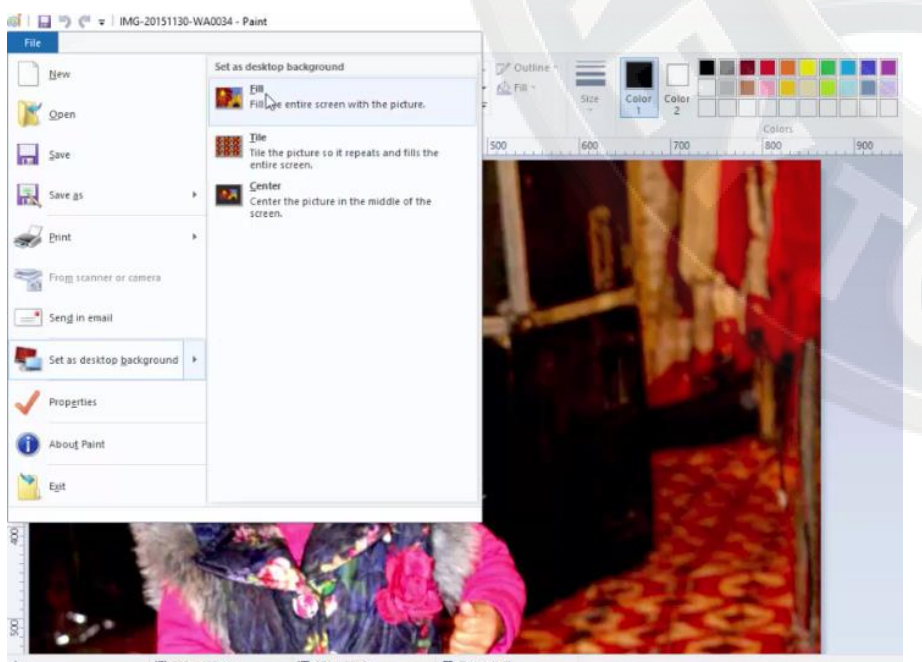 IMG-20151130-WA0034 - Paint
File
New
Open
Save
Save as
Print
From scanner or camera
Send in email
Set as desktop background
Properties
About Paint
Exit
Set as desktop background
Fill
Fill the entire screen with the picture.
Tile
Tile the picture so it repeats and fills the
entire screen.
Center
Center the picture in the middle of the
screen.
Outline
Fill
Size
Color
1
Color
2
Colors
500 600 700 800 900
400
500